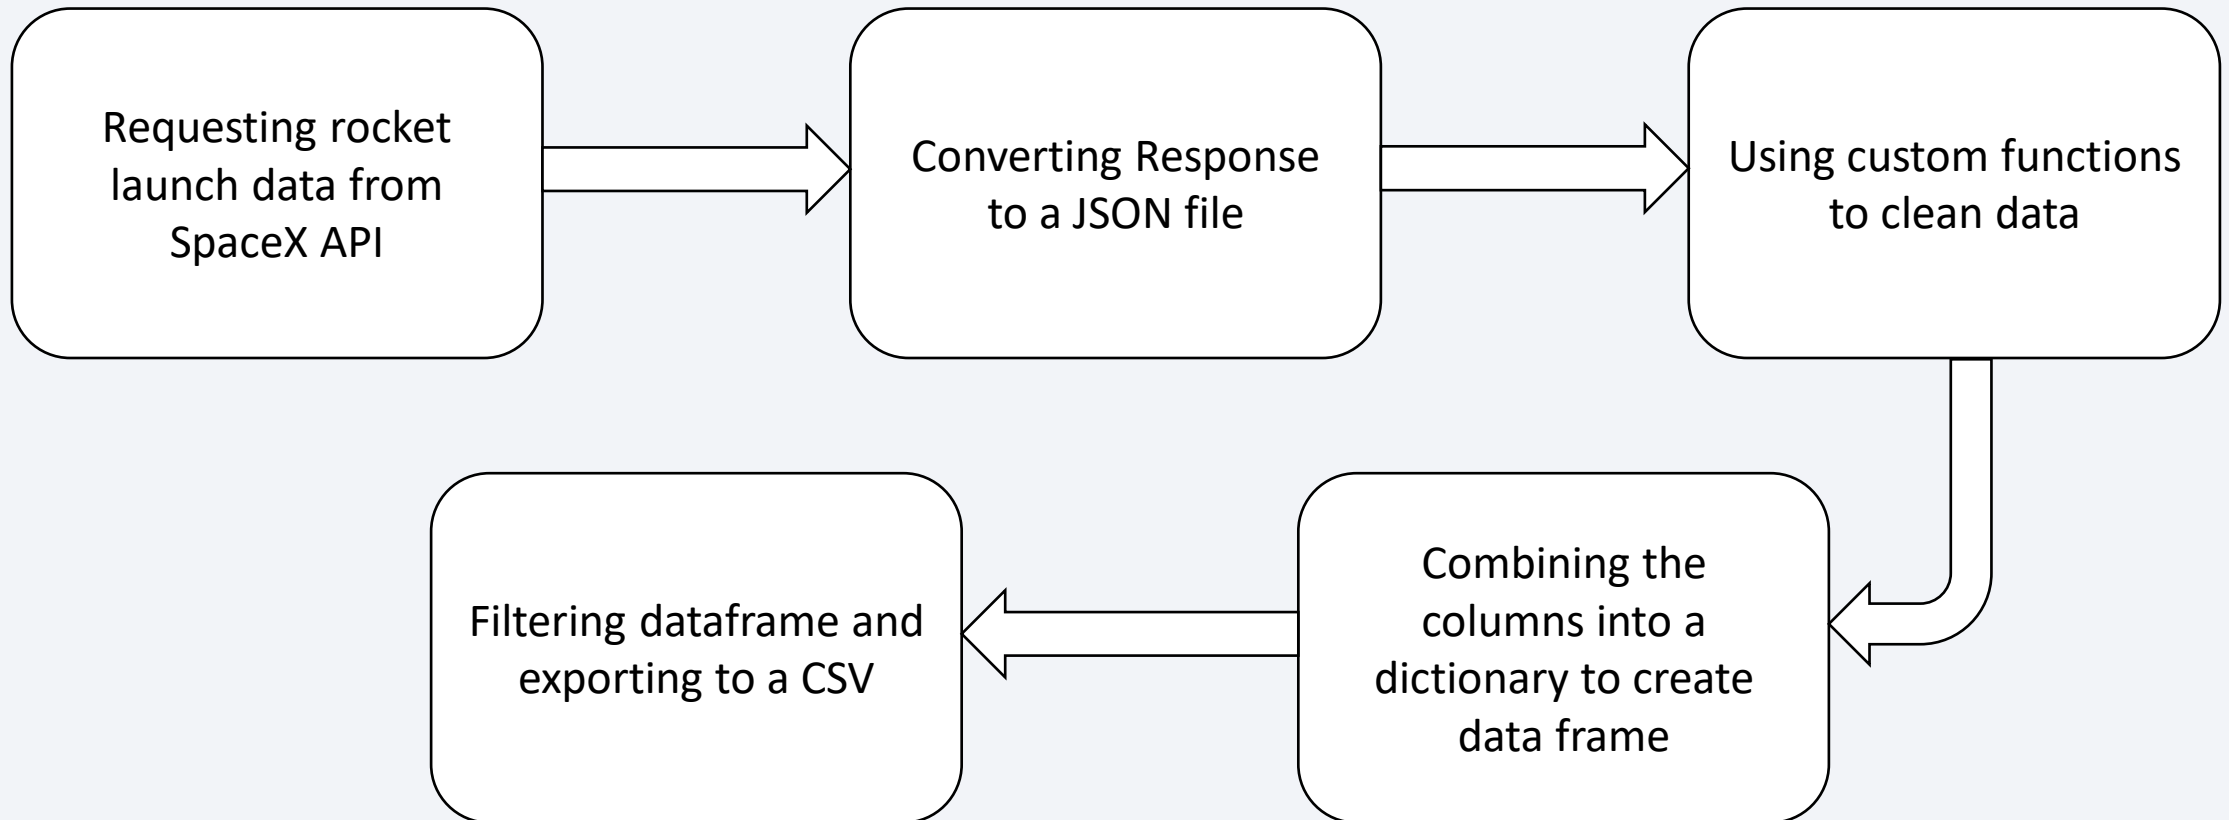 Requesting rocket
launch data from
SpaceX API
Converting Response
to a JSON file
Using custom functions
to clean data
Combining the
columns into a
dictionary to create
data frame
Filtering dataframe and
exporting to a CSV